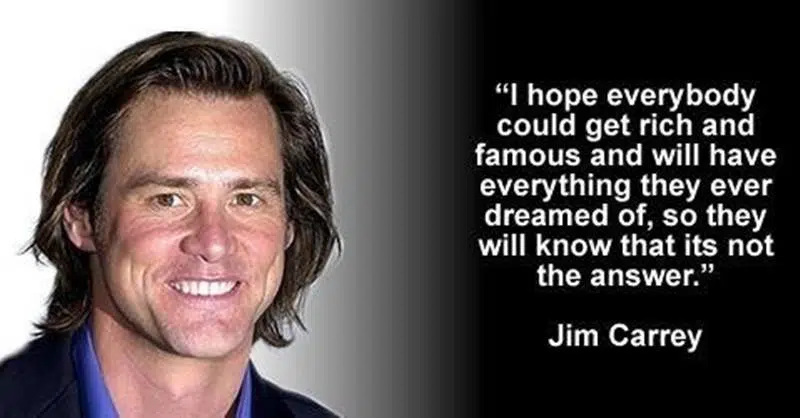 “I hope everybody
could get rich and
famous and will have
everything they ever
dreamed of, so they
will know that its not
the answer.”
Jim Carrey